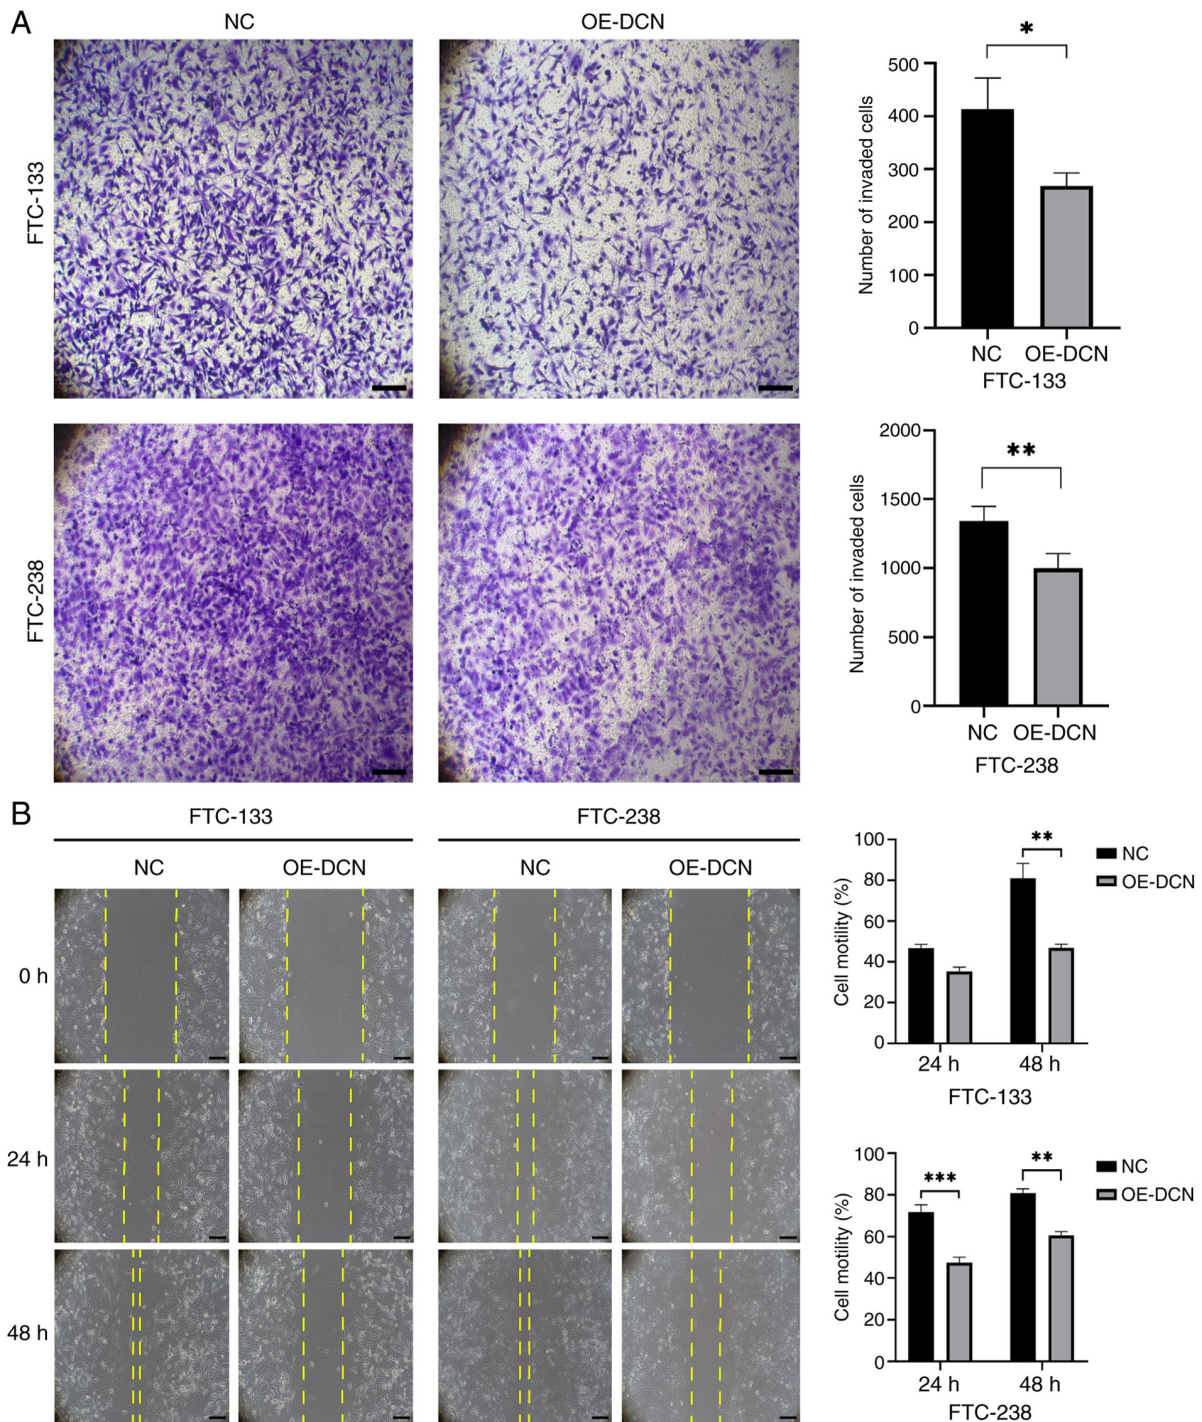 A
NC
OE-DCN
FTC-133
FTC-238
*
500
400
300
200
100
0
Number of invaded cells
NC
OE-DCN
FTC-133
**
2000
1500
1000
500
0
Number of invaded cells
NC
OE-DCN
FTC-238
B
FTC-133
FTC-238
NC
OE-DCN
NC
OE-DCN
0 h
24 h
48 h
**
100
80
60
40
20
0
Cell motility (%)
24 h
48 h
FTC-133
NC
OE-DCN
***
**
100
80
60
40
20
0
Cell motility (%)
24 h
48 h
FTC-238
NC
OE-DCN